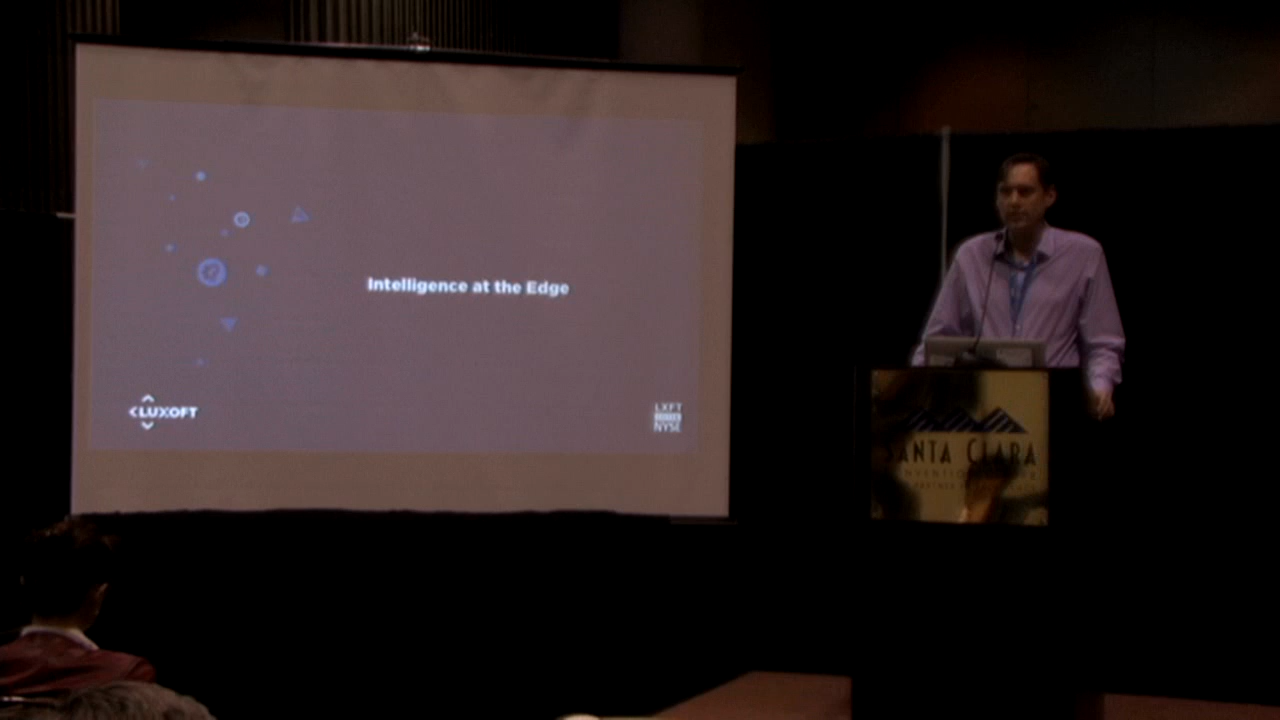 Intelligence at the Edge
LUXOFT
LXFT
NYSE
SANTA CLARA